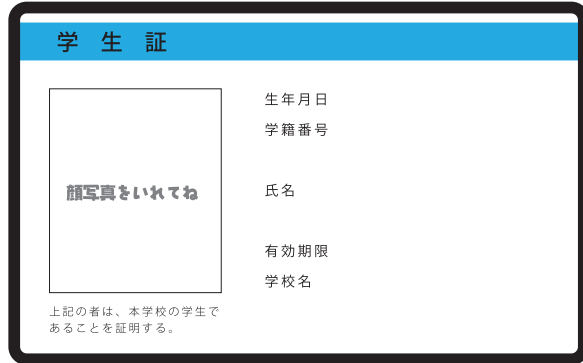 学生証
生年月日
学籍番号
顔写真をいれてね
氏名
有効期限
学校名
上記の者は、本学校の学生で
あることを証明する。